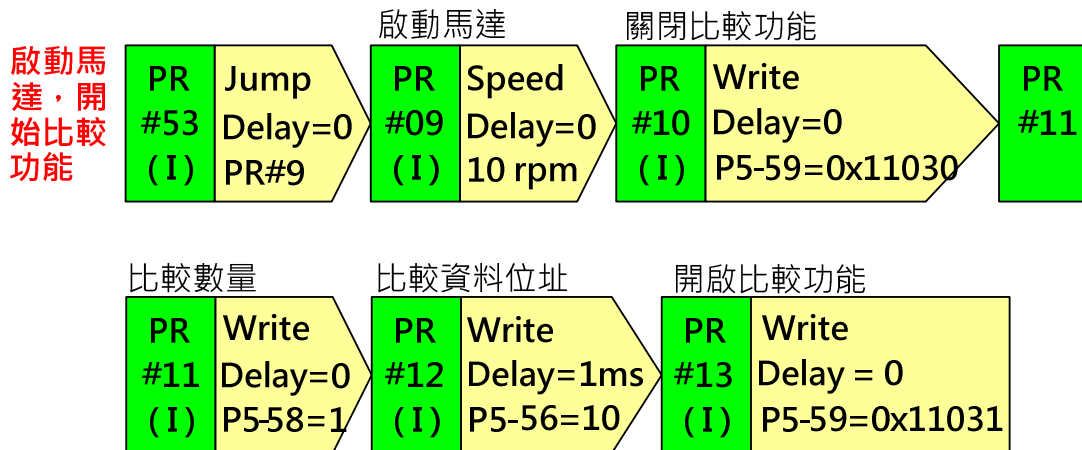 啟動馬
達，開
始比較
功能
PR
#53
(I)
Jump
Delay=0
PR#9
啟動馬達
PR
#09
(I)
Speed
Delay=0
10 rpm
關閉比較功能
PR
#10
(I)
Write
Delay=0
P5-59=0x11030
PR
#11
比較數量
PR
#11
(I)
Write
Delay=0
P5-58=1
比較資料位址
PR
#12
(I)
Write
Delay=1ms
P5-56=10
開啟比較功能
PR
#13
(I)
Write
Delay = 0
P5-59=0x11031